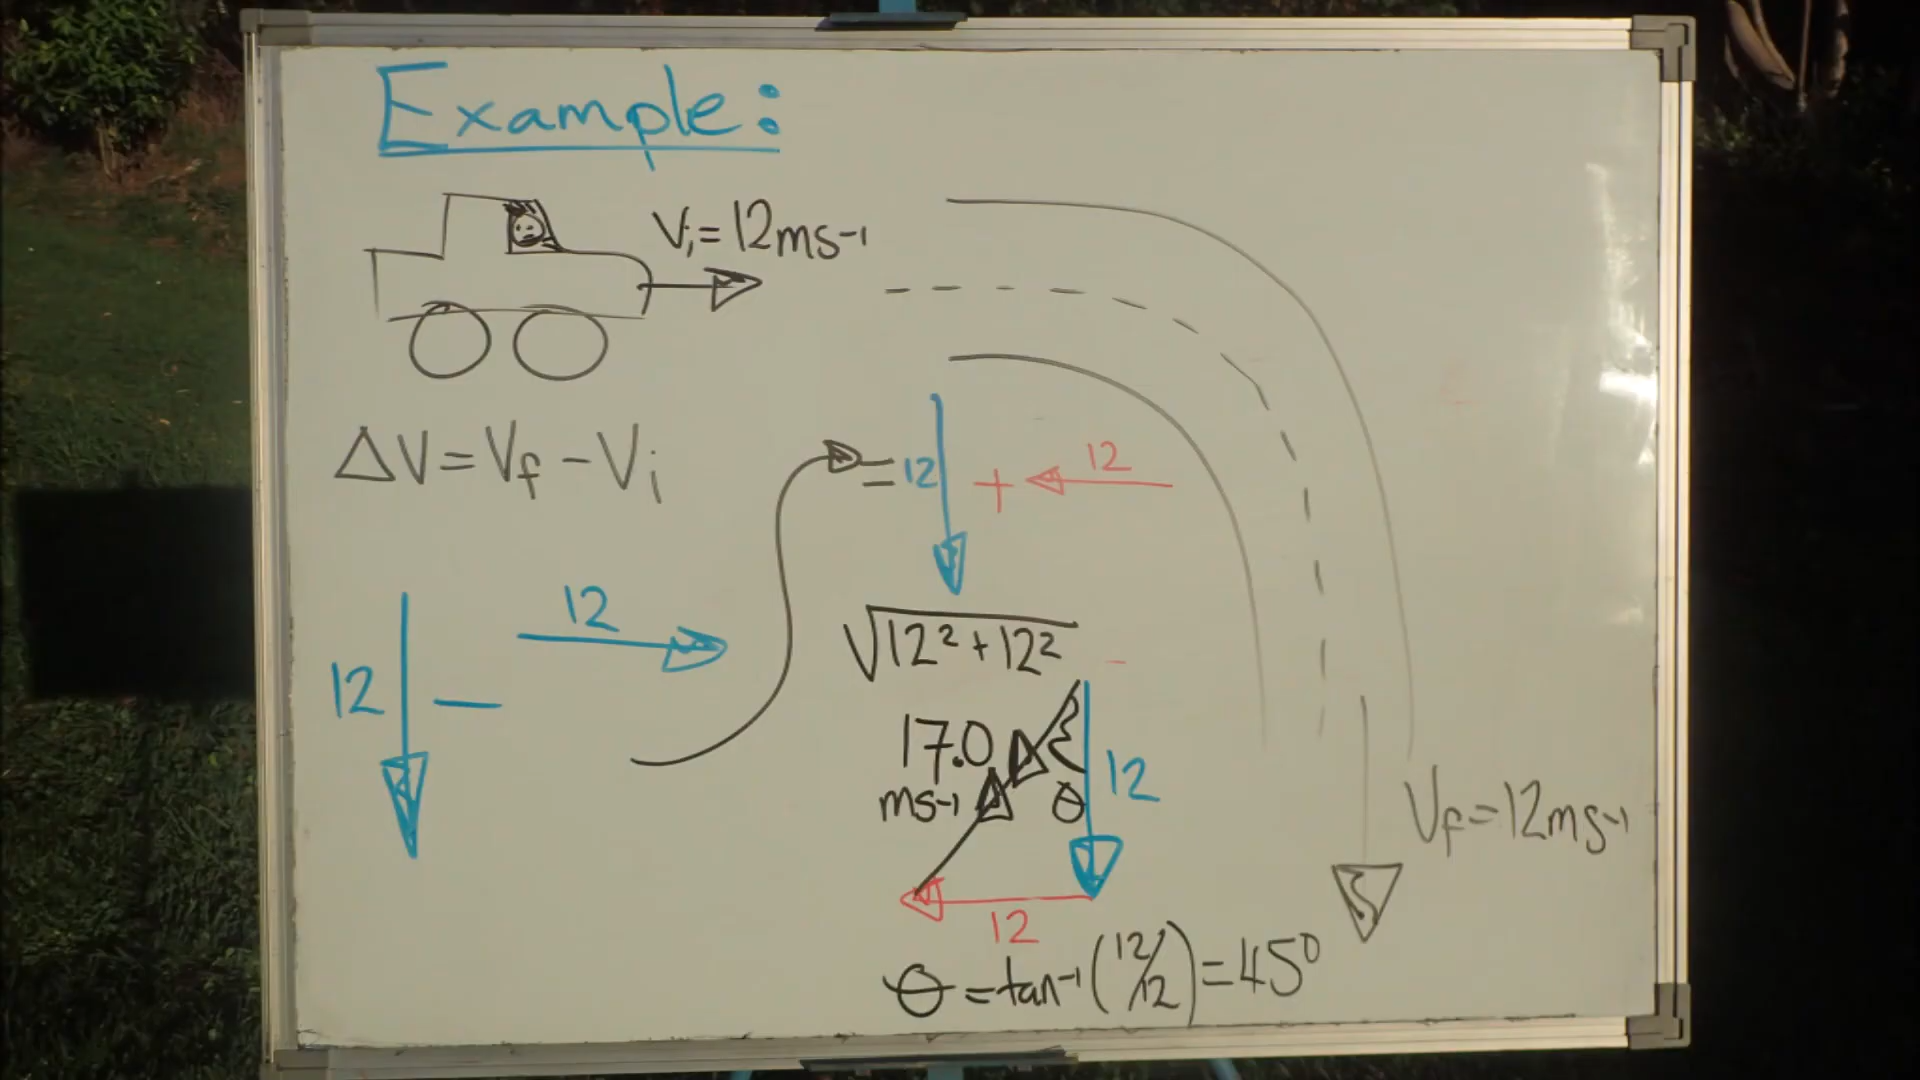 Example:
Vi = 12ms-1
ΔV = Vf - Vi
= 12 + 12
12 - 12
√12² + 12²
17.0 ms-1
θ
12
12
Vf = 12ms-1
θ = tan-1 (12/12) = 45°